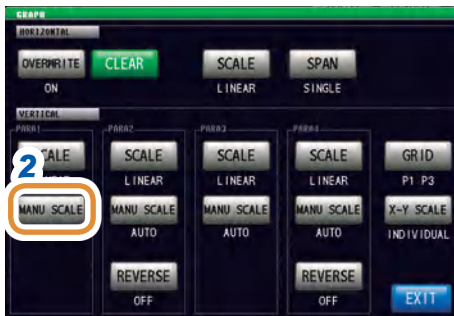 GRAPH
HORIZONTAL
OVERWRITE CLEAR SCALE SPAN
ON LINEAR SINGLE
VERTICAL
PARA1 PARA2 PARA3 PARA4
2
SCALE SCALE SCALE GRID
LINEAR LINEAR LINEAR P1 P3
MANU SCALE MANU SCALE MANU SCALE MANU SCALE X-Y SCALE
AUTO AUTO AUTO INDIVIDUAL
REVERSE REVERSE
OFF OFF EXIT